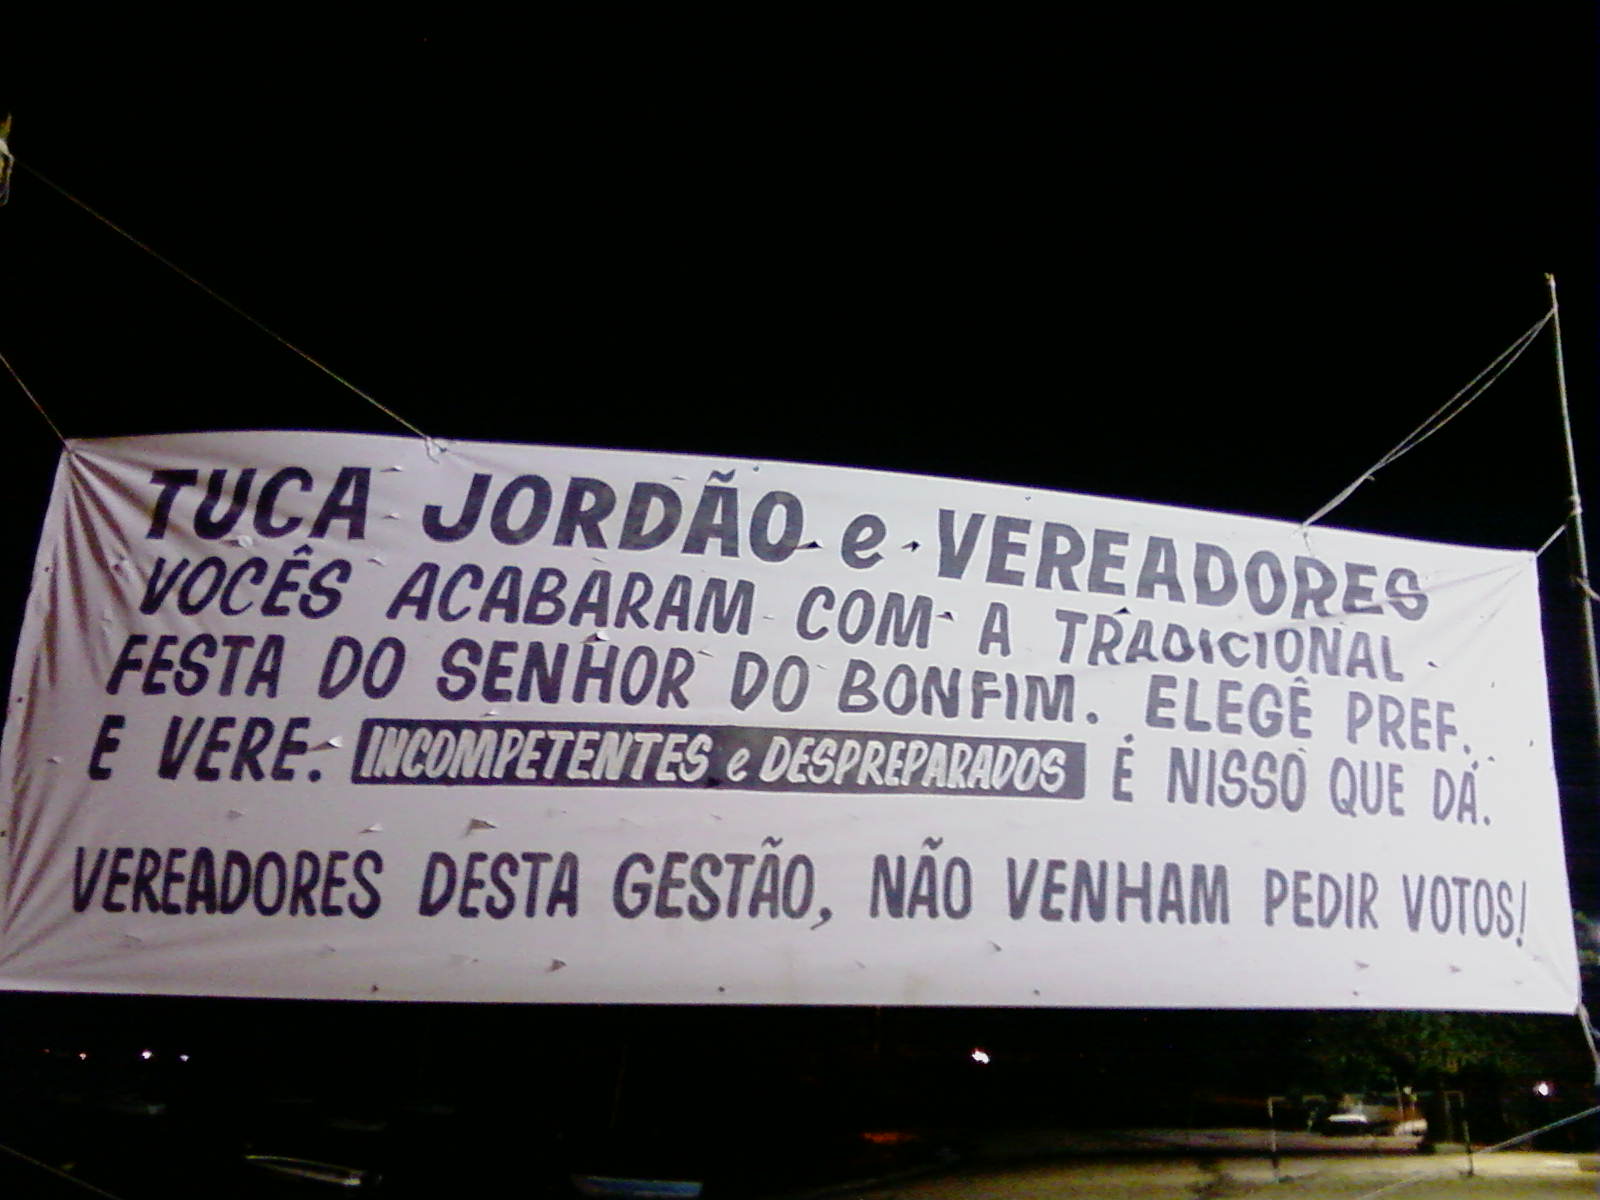 TUCA JORDÃO e VEREADORES
VOCÊS ACABARAM COM A TRADICIONAL
FESTA DO SENHOR DO BONFIM. ELEGÊ PREF.
E VERE. INCOMPETENTES e DESPREPARADOS É NISSO QUE DÁ.
VEREADORES DESTA GESTÃO, NÃO VENHAM PEDIR VOTOS!